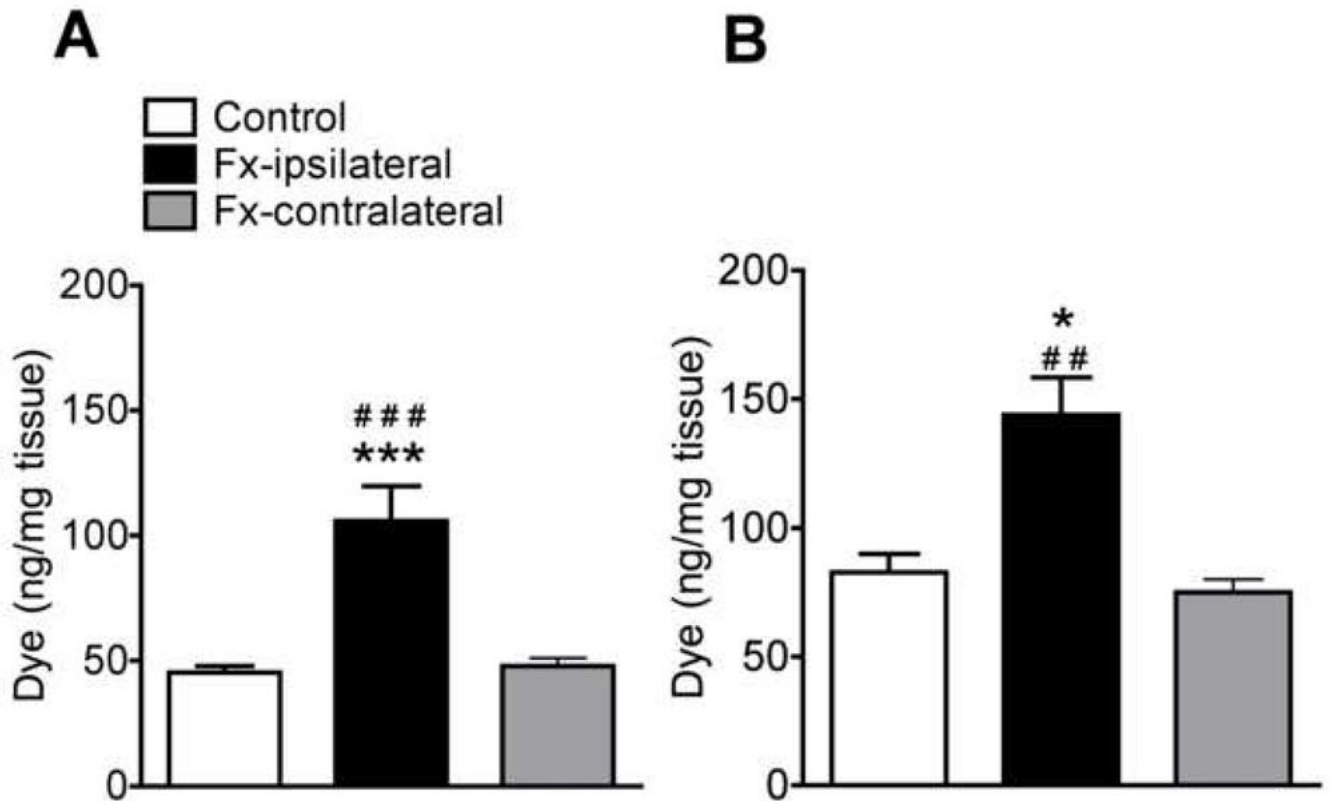 A
B
Control
Fx-ipsilateral
Fx-contralateral
Dye (ng/mg tissue)
200
150
100
50
0
###
***
Dye (ng/mg tissue)
200
150
100
50
0
*
##